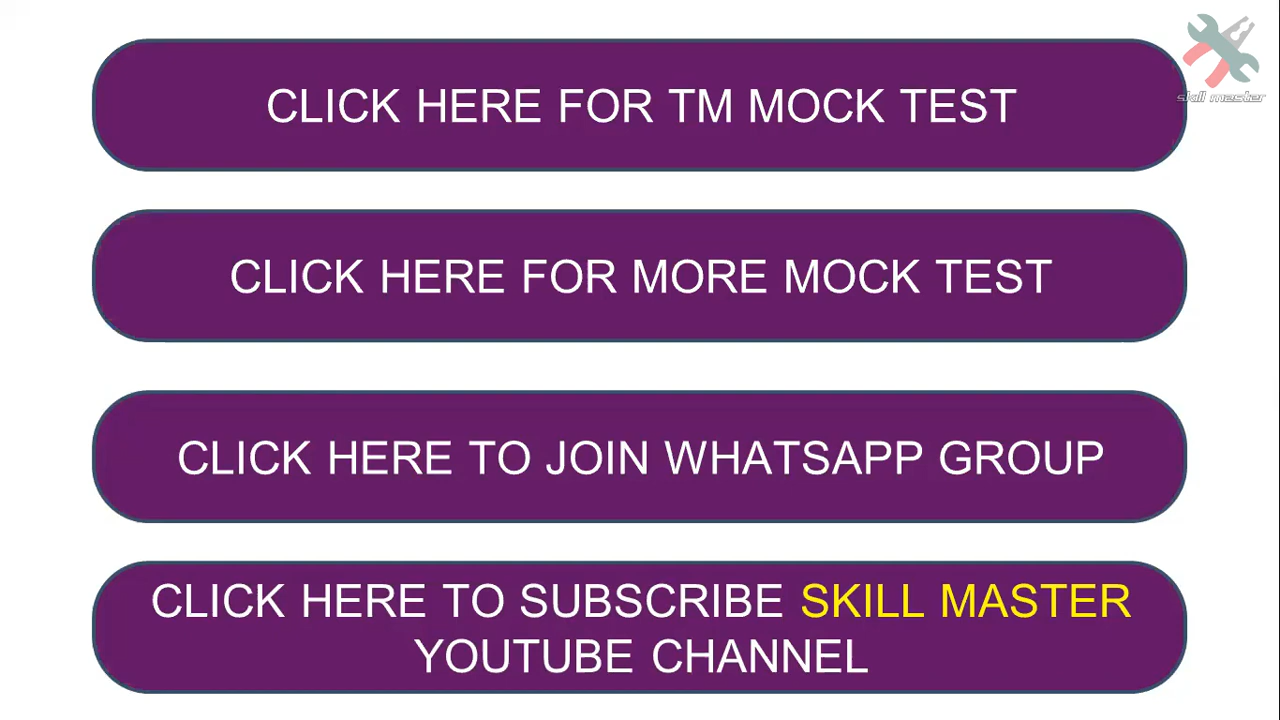 CLICK HERE FOR TM MOCK TEST
skill master
CLICK HERE FOR MORE MOCK TEST
CLICK HERE TO JOIN WHATSAPP GROUP
CLICK HERE TO SUBSCRIBE SKILL MASTER
YOUTUBE CHANNEL